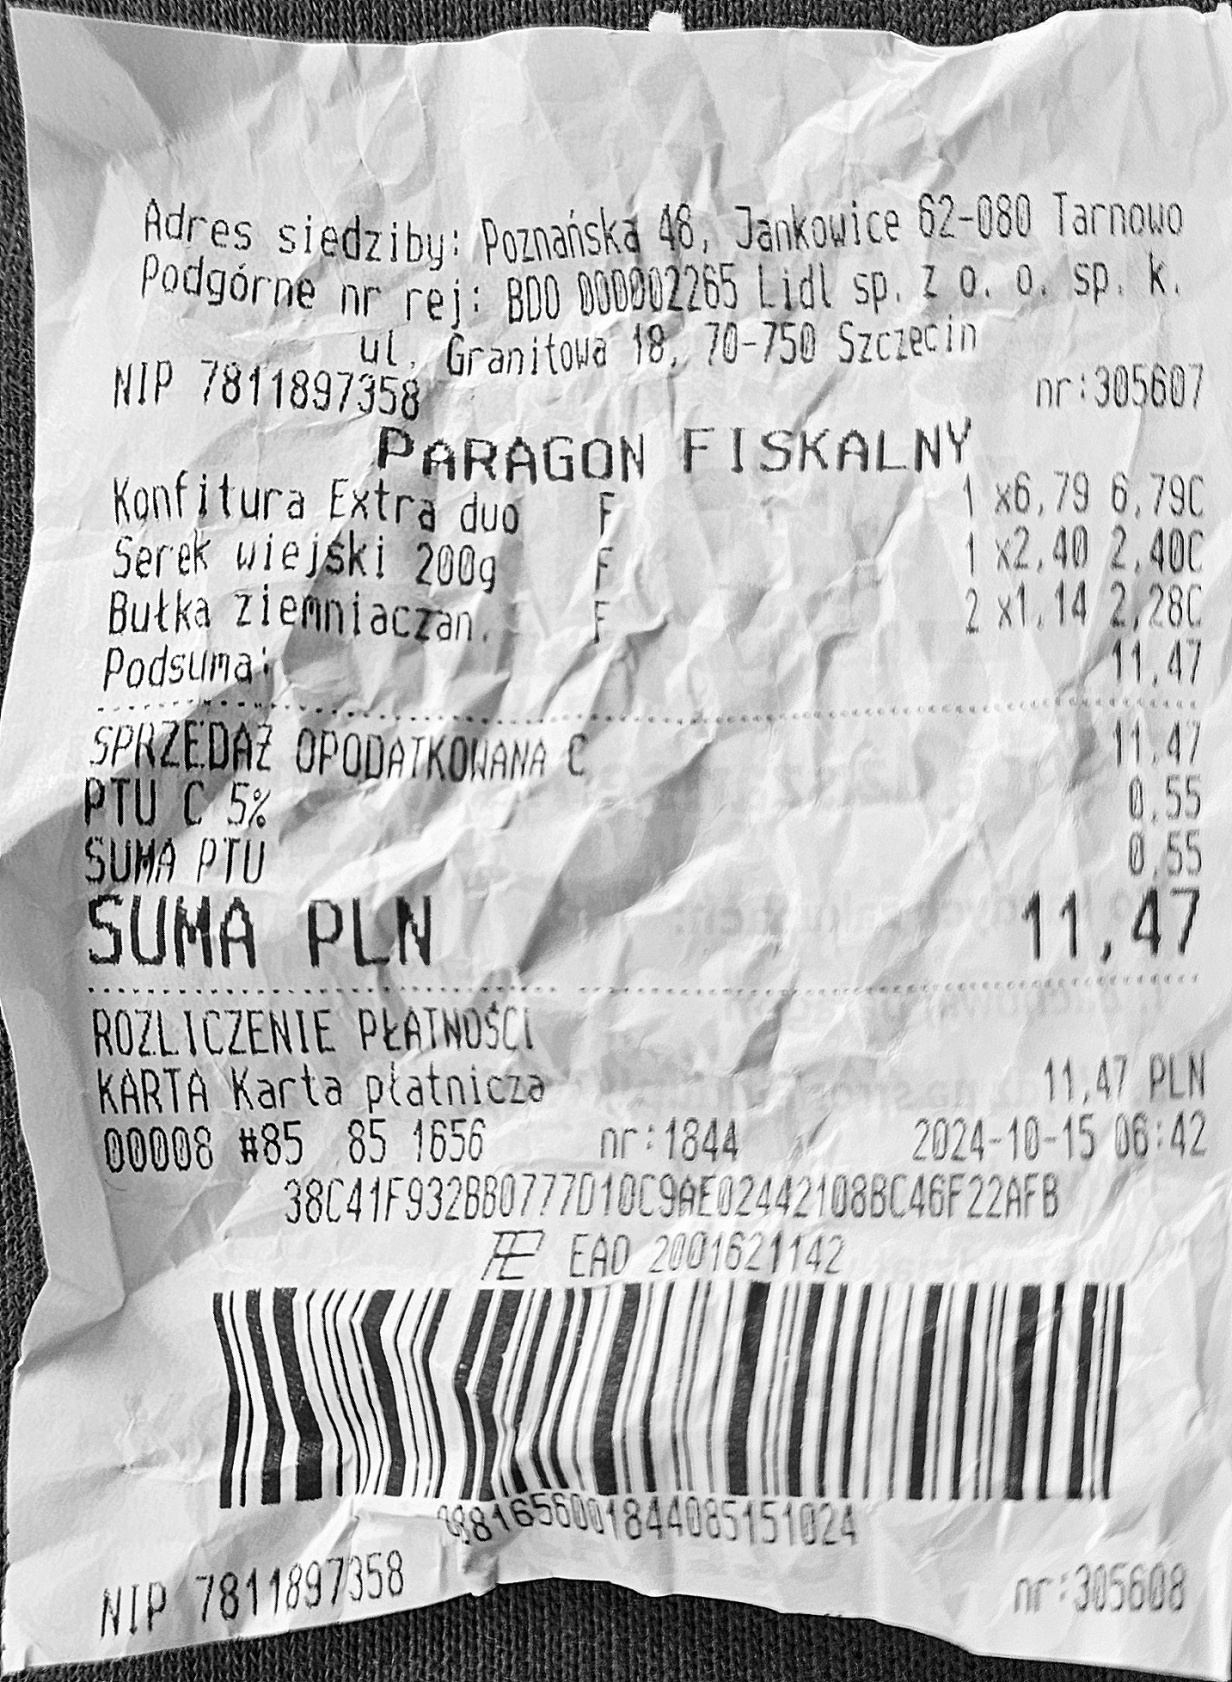 Adres siedziby: Poznańska 48, Jankowice 62-080 Tarnowo
Podgórne nr rej: BDO 000002265 Lidl sp. z o. o. sp. k.
ul. Granitowa 18, 70-750 Szczecin
NIP 7811897358 nr:305607
PARAGON FISKALNY
Konfitura Extra duo F 1 x6,79 6,79C
Serek wiejski 200g F 1 x2,40 2,40C
Bułka ziemniaczan. F 2 x1,14 2,28C
Podsuma: 11,47
SPRZEDAŻ OPODATKOWANA C 11,47
PTU C 5% 0,55
SUMA PTU 0,55
SUMA PLN 11,47
ROZLICZENIE PŁATNOŚCI
KARTA Karta płatnicza 11,47 PLN
00008 #85 85 1656 nr:1844 2024-10-15 06:42
38C41F932BB0777D10C9AE02442108BC46F22AFB
EAO 2001621142
NIP 7811897358 nr:305608